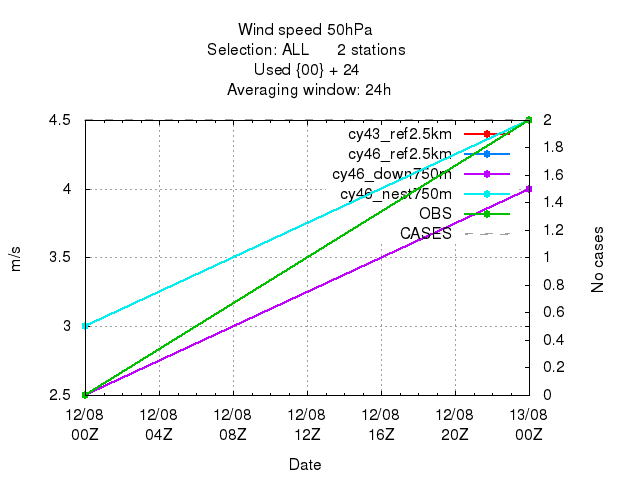 Wind speed 50hPa
Selection: ALL 2 stations
Used {00} + 24
Averaging window: 24h
4.5
4
3.5
3
2.5
m/s
2
1.8
1.6
1.4
1.2
1
0.8
0.6
0.4
0.2
0
No cases
cy43_ref2.5km
cy46_ref2.5km
cy46_down750m
cy46_nest750m
OBS
CASES
12/08 12/08 12/08 12/08 12/08 12/08 13/08
00Z 04Z 08Z 12Z 16Z 20Z 00Z
Date